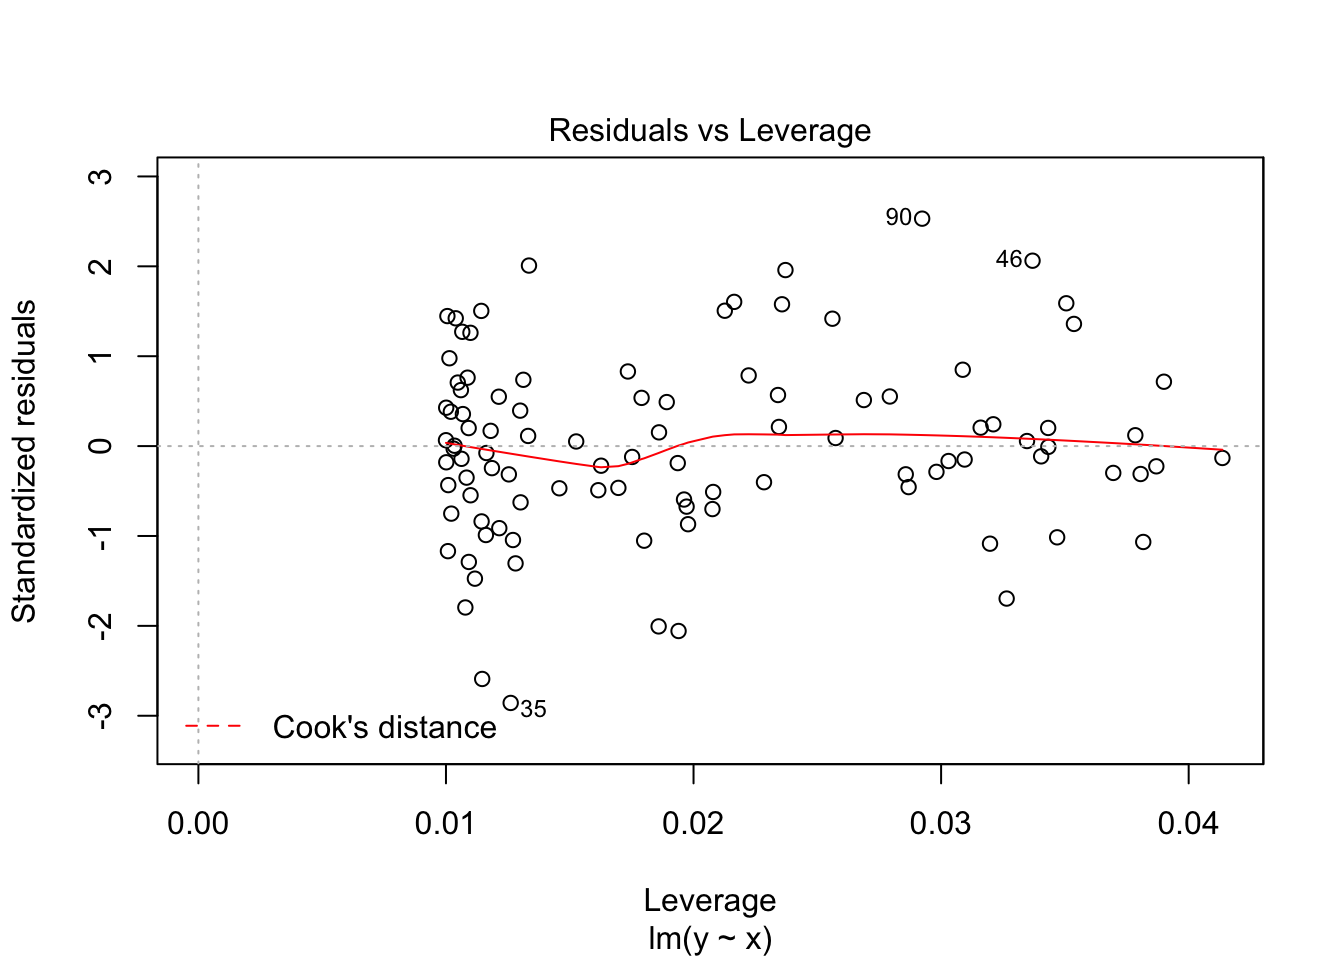 Residuals vs Leverage
Standardized residuals
3
2
1
0
-1
-2
-3
90
46
35
Cook's distance
0.00 0.01 0.02 0.03 0.04
Leverage
lm(y ~ x)